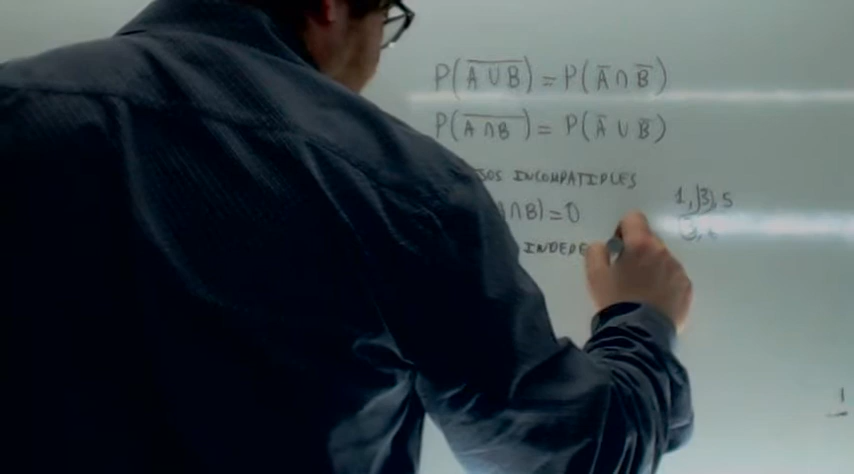 P(A̅ ̅U̅ ̅B̅) = P(A̅ ∩ B̅)
P(A̅ ̅∩̅ ̅B̅) = P(A̅ U B̅)
SOS INCOMPATIBLES
∩B)=0
1, 3, 5
INDEPE